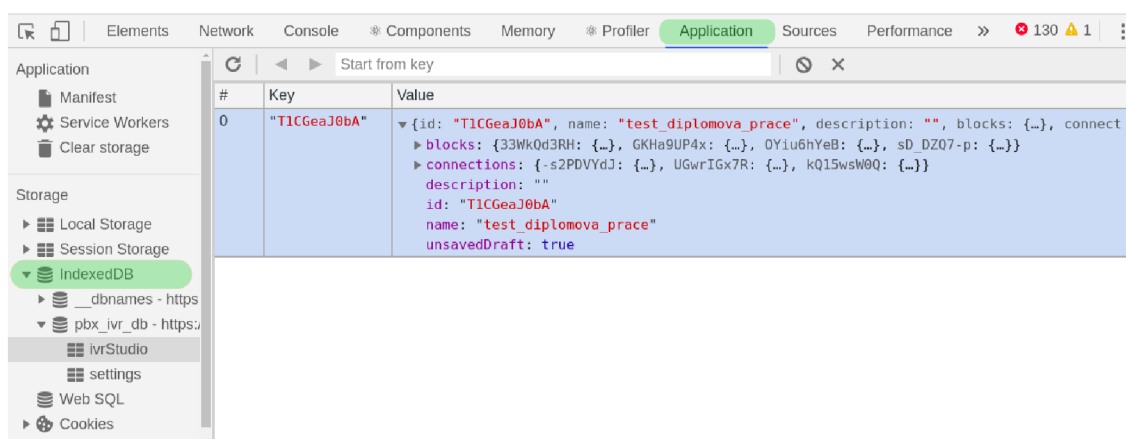 Elements Network Console Components Memory Profiler Application Sources Performance » 130 1
Application
Manifest
Service Workers
Clear storage
Storage
Local Storage
Session Storage
IndexedDB
__dbnames - https
pbx_ivr_db - https:/
ivrStudio
settings
Web SQL
Cookies
Start from key
# Key Value
0 "T1CGeaJ0bA" {id: "T1CGeaJ0bA", name: "test_diplomova_prace", description: "", blocks: {…}, connect
blocks: {33WkQd3RH: {…}, GKHa9UP4x: {…}, OYiu6hYeB: {…}, sD_DZQ7-p: {…}}
connections: {-s2PDVYdJ: {…}, UGwrIGx7R: {…}, kQ15wsW0Q: {…}}
description: ""
id: "T1CGeaJ0bA"
name: "test_diplomova_prace"
unsavedDraft: true